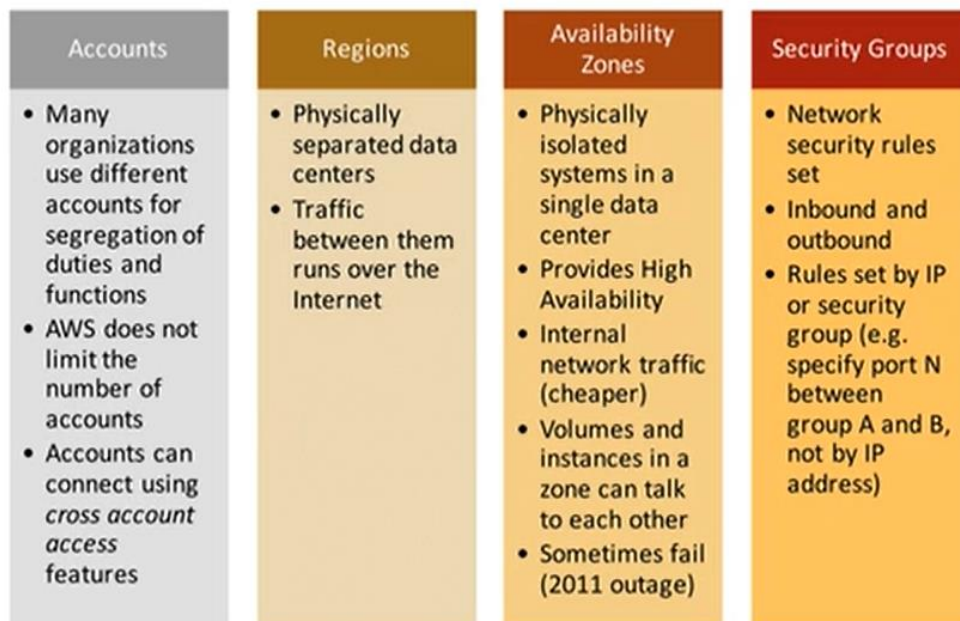 Accounts
• Many
organizations
use different
accounts for
segregation of
duties and
functions
• AWS does not
limit the
number of
accounts
• Accounts can
connect using
cross account
access
features
Regions
• Physically
separated data
centers
• Traffic
between them
runs over the
Internet
Availability
Zones
• Physically
isolated
systems in a
single data
center
• Provides High
Availability
• Internal
network traffic
(cheaper)
• Volumes and
instances in a
zone can talk
to each other
• Sometimes fail
(2011 outage)
Security Groups
• Network
security rules
set
• Inbound and
outbound
• Rules set by IP
or security
group (e.g.
specify port N
between
group A and B,
not by IP
address)